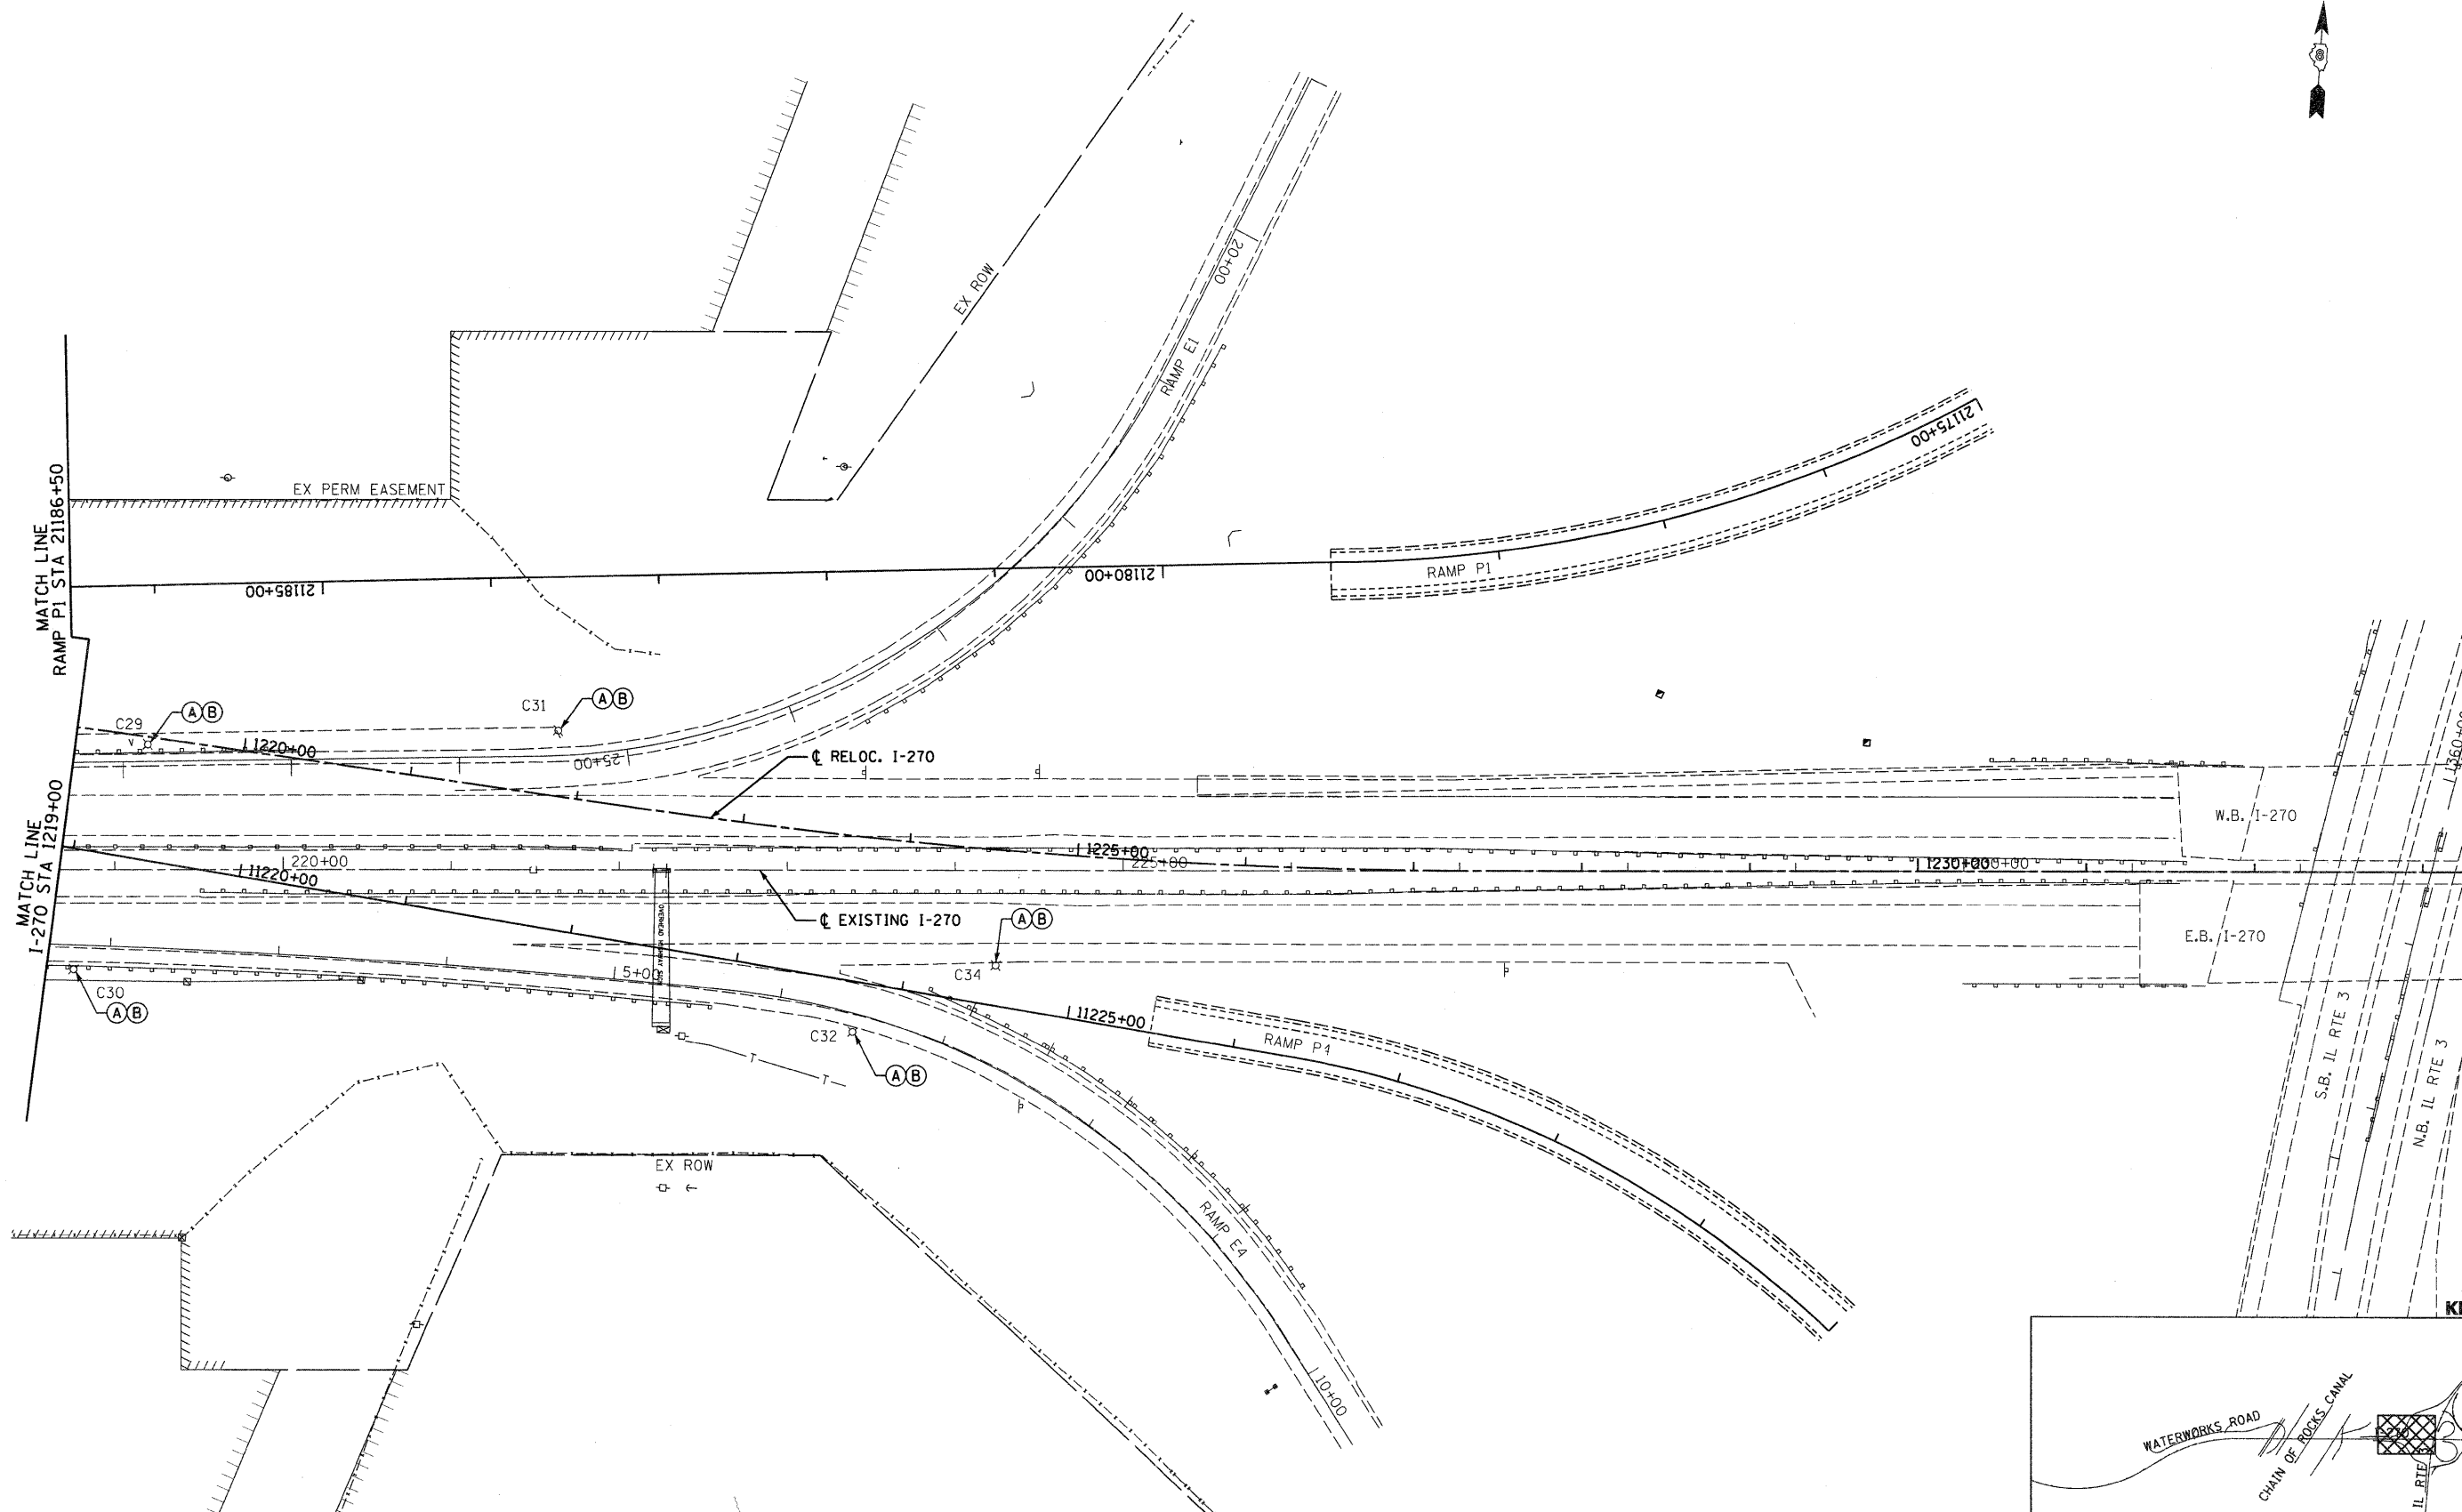 20+00
EX ROW
RAMP E1
21175+00
EX PERM EASEMENT
MATCH LINE
RAMP P1 STA 21186+50
21185+00
21180+00
RAMP P1
C29
A B
C31
A B
1220+00
25+00
℄ RELOC. I-270
W.B. I-270
MATCH LINE
I-270 STA 1219+00
220+00
11220+00
1225+00
225+00
1230+00
℄ EXISTING I-270
A B
E.B. I-270
C34
5+00
C30
A B
C32
A B
11225+00
RAMP P4
S.B. IL RTE 3
N.B. IL RTE 3
EX ROW
T
T
RAMP E4
10+00
WATERWORKS ROAD
CHAIN OF ROCKS CANAL
I-270
IL RTE 3